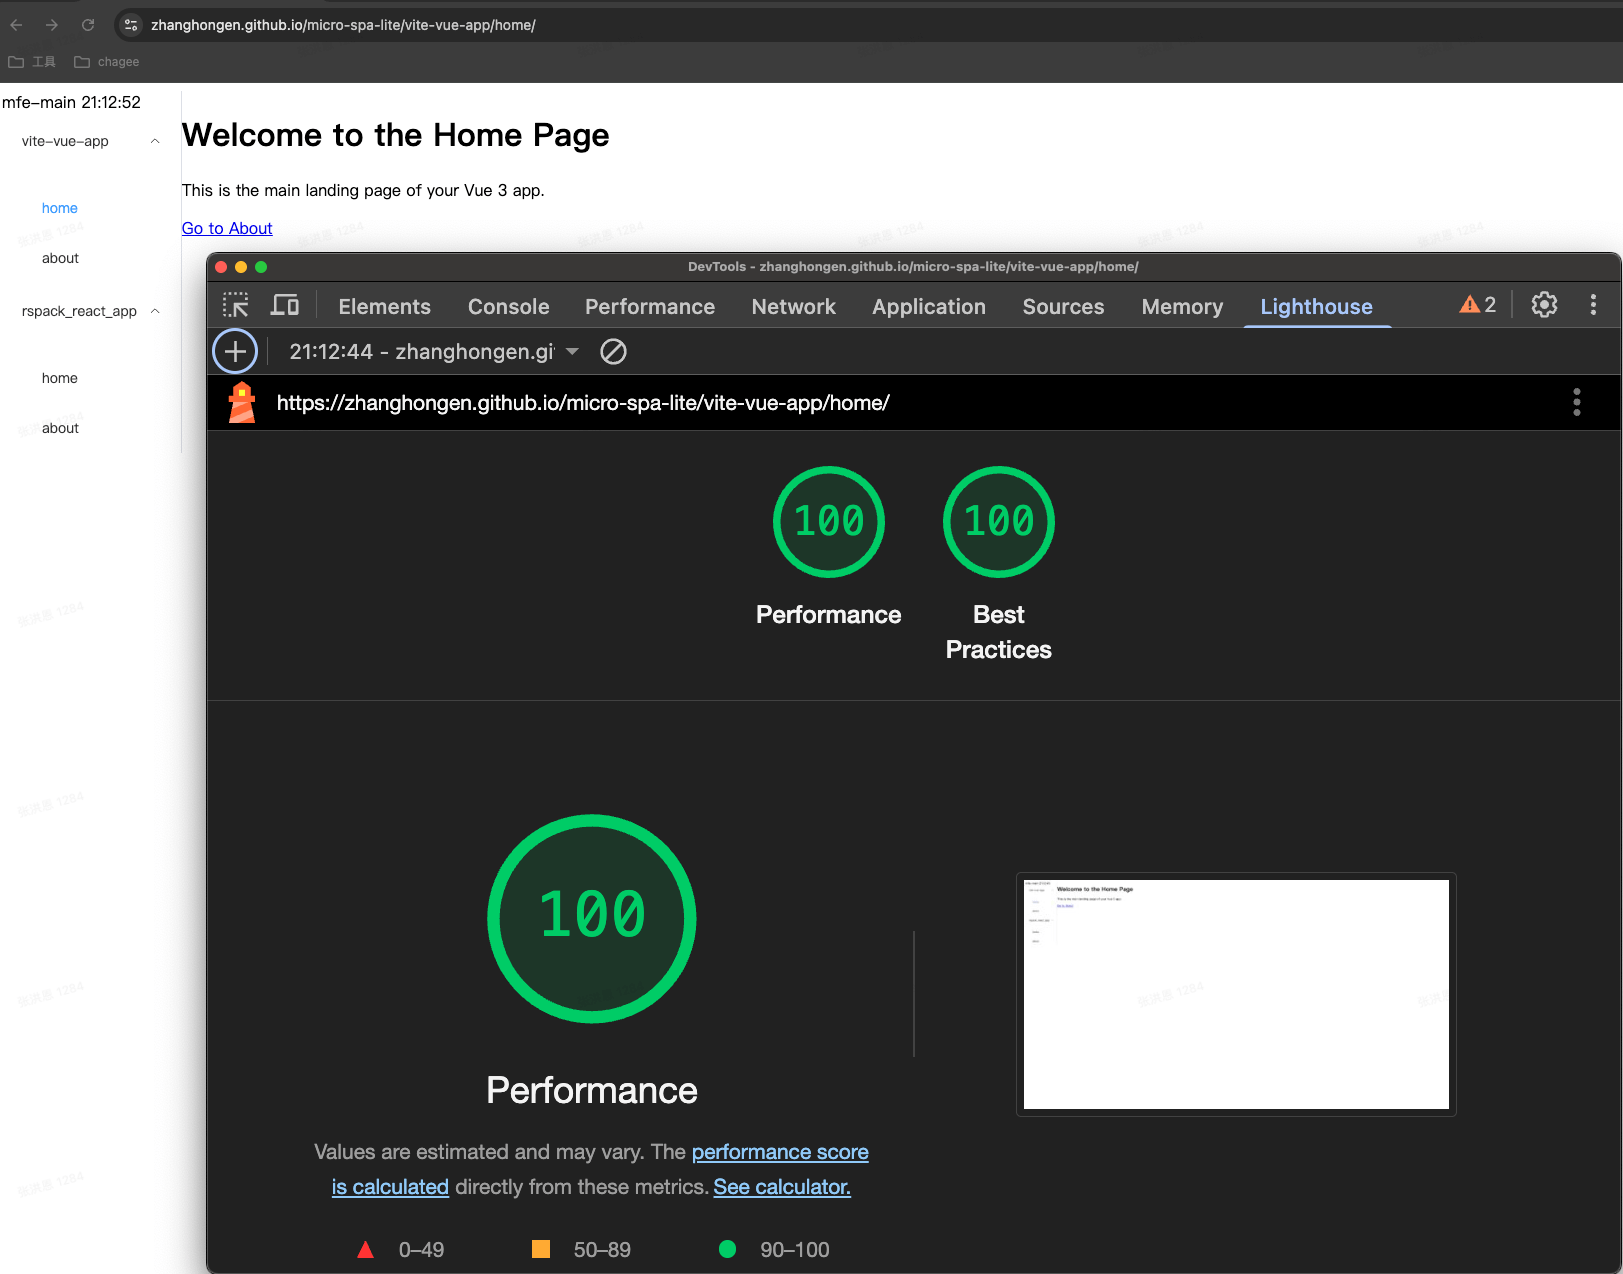 zhanghongen.github.io/micro-spa-lite/vite-vue-app/home/
工具 chagee
mfe-main 21:12:52
vite-vue-app
home
about
rspack_react_app
home
about
Welcome to the Home Page
This is the main landing page of your Vue 3 app.
Go to About
DevTools - zhanghongen.github.io/micro-spa-lite/vite-vue-app/home/
Elements Console Performance Network Application Sources Memory Lighthouse 2
21:12:44 - zhanghongen.gi
https://zhanghongen.github.io/micro-spa-lite/vite-vue-app/home/
100 100
Performance Best
Practices
100
Performance
Values are estimated and may vary. The performance score
is calculated directly from these metrics. See calculator.
0–49 50–89 90–100